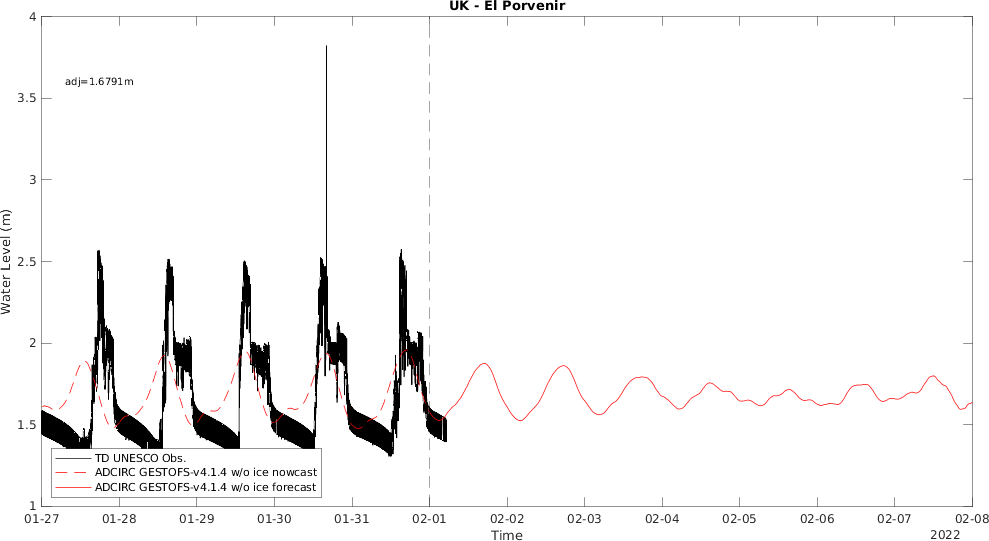 UK - El Porvenir
4
adj=1.6791m
3.5
3
2.5
2
1.5
1
Water Level (m)
TD UNESCO Obs.
ADCIRC GESTOFS-v4.1.4 w/o ice nowcast
ADCIRC GESTOFS-v4.1.4 w/o ice forecast
01-27 01-28 01-29 01-30 01-31 02-01 02-02 02-03 02-04 02-05 02-06 02-07 02-08
Time
2022